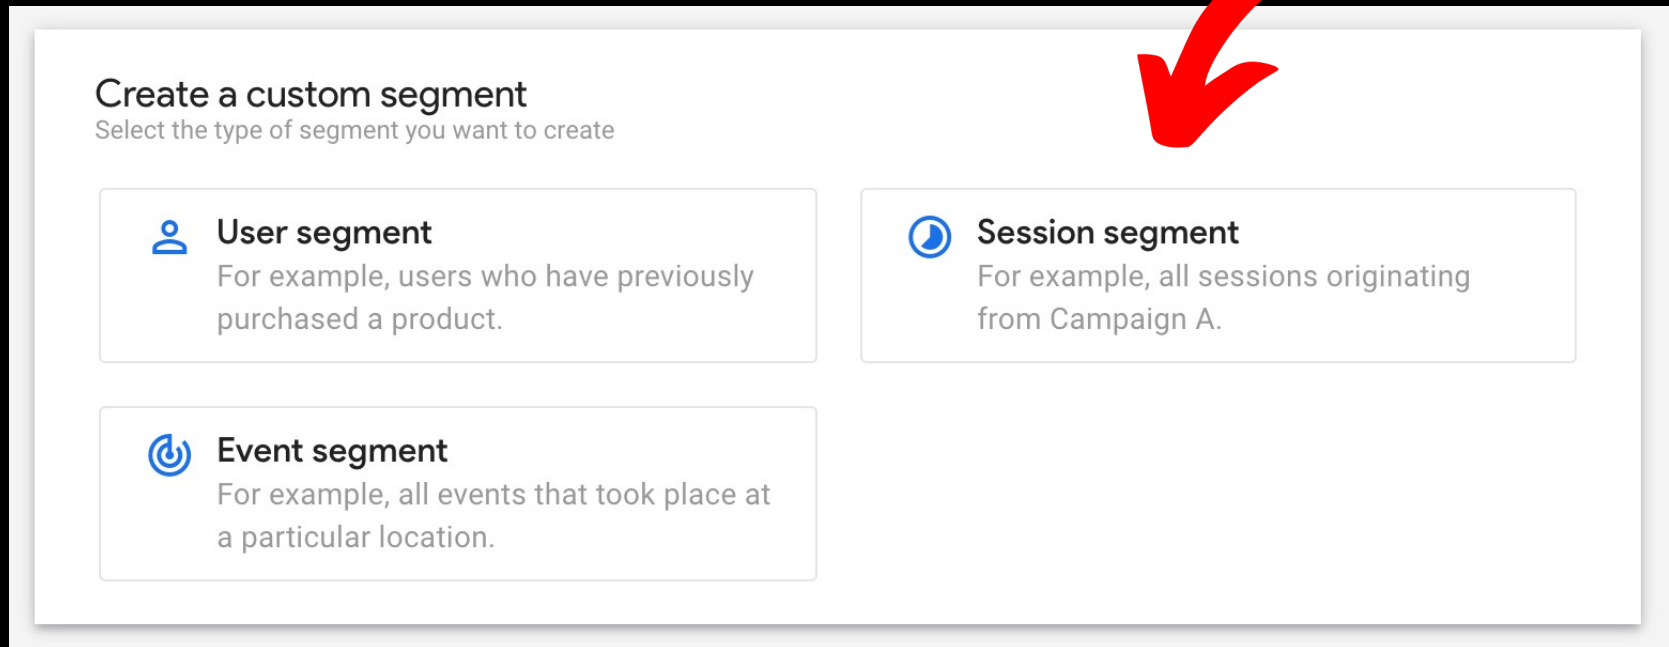 Create a custom segment
Select the type of segment you want to create
User segment
For example, users who have previously
purchased a product.
Session segment
For example, all sessions originating
from Campaign A.
Event segment
For example, all events that took place at
a particular location.